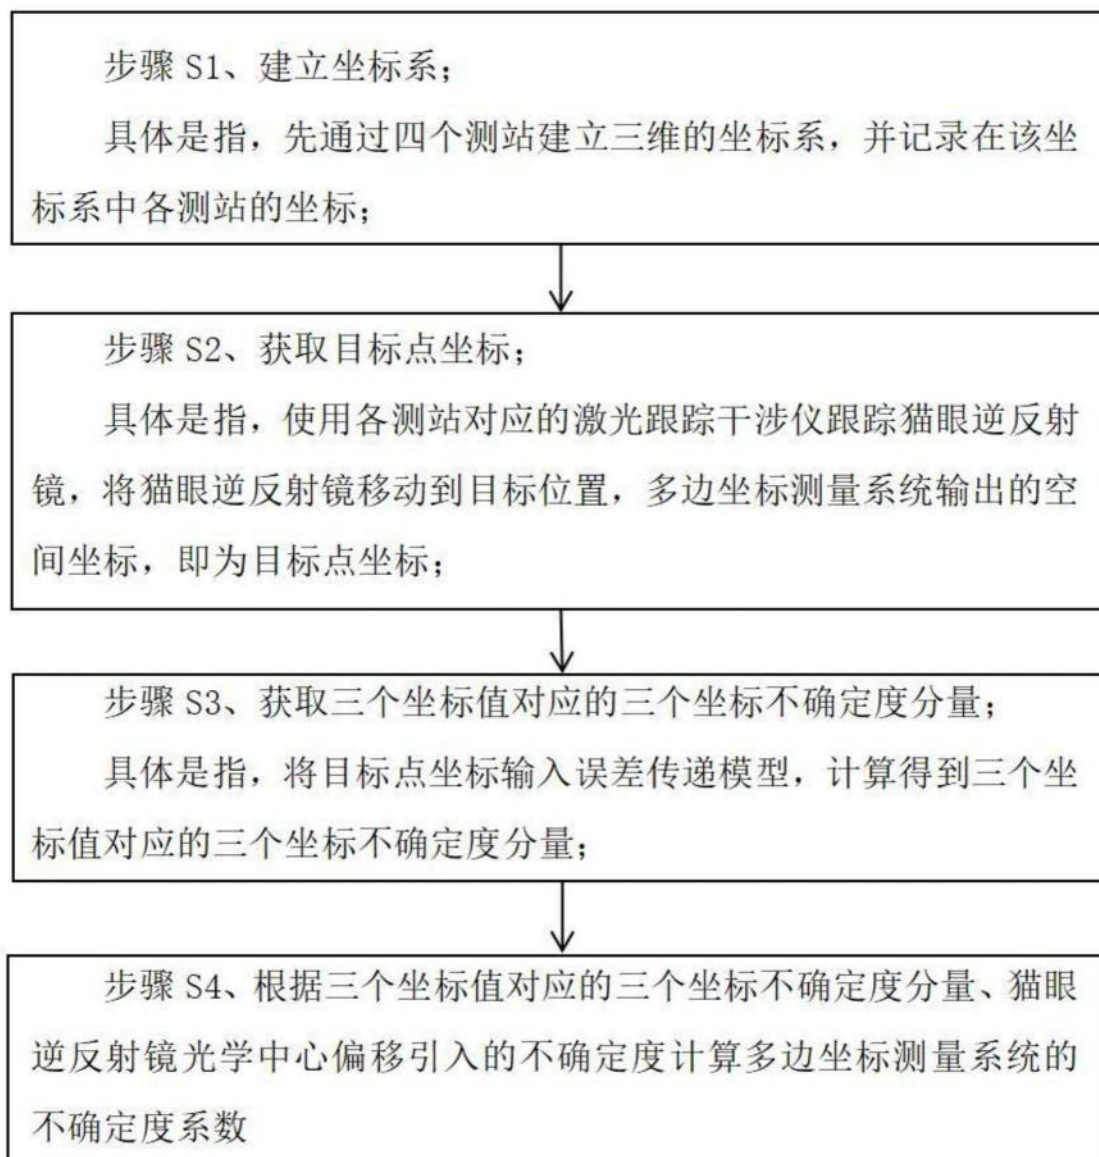 步骤 S1、建立坐标系；
具体是指，先通过四个测站建立三维的坐标系，并记录在该坐
标系中各测站的坐标；
步骤 S2、获取目标点坐标；
具体是指，使用各测站对应的激光跟踪干涉仪跟踪猫眼逆反射
镜，将猫眼逆反射镜移动到目标位置，多边坐标测量系统输出的空
间坐标，即为目标点坐标；
步骤 S3、获取三个坐标值对应的三个坐标不确定度分量；
具体是指，将目标点坐标输入误差传递模型，计算得到三个坐
标值对应的三个坐标不确定度分量；
步骤 S4、根据三个坐标值对应的三个坐标不确定度分量、猫眼
逆反射镜光学中心偏移引入的不确定度计算多边坐标测量系统的
不确定度系数